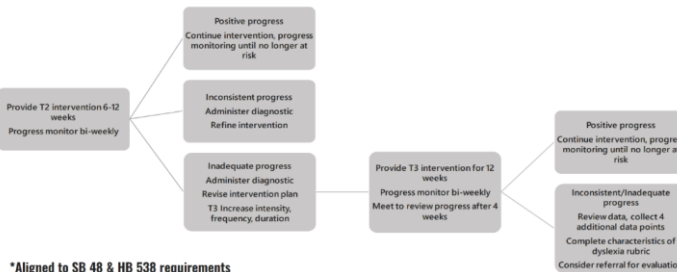 Positive progress
Continue intervention, progress
monitoring until no longer at
risk
Provide T2 intervention 6-12
weeks
Progress monitor bi-weekly
Inconsistent progress
Administer diagnostic
Refine intervention
Inadequate progress
Administer diagnostic
Revise intervention plan
T3 Increase intensity,
frequency, duration
Provide T3 intervention for 12
weeks
Progress monitor bi-weekly
Meet to review progress after 4
weeks
Positive progress
Continue intervention, progre
monitoring until no longer a
risk
Inconsistent/Inadequate
progress
Review data, collect 4
additional data points
Complete characteristics of
dyslexia rubric
Consider referral for evaluation
*Aligned to SB 48 & HB 538 requirements